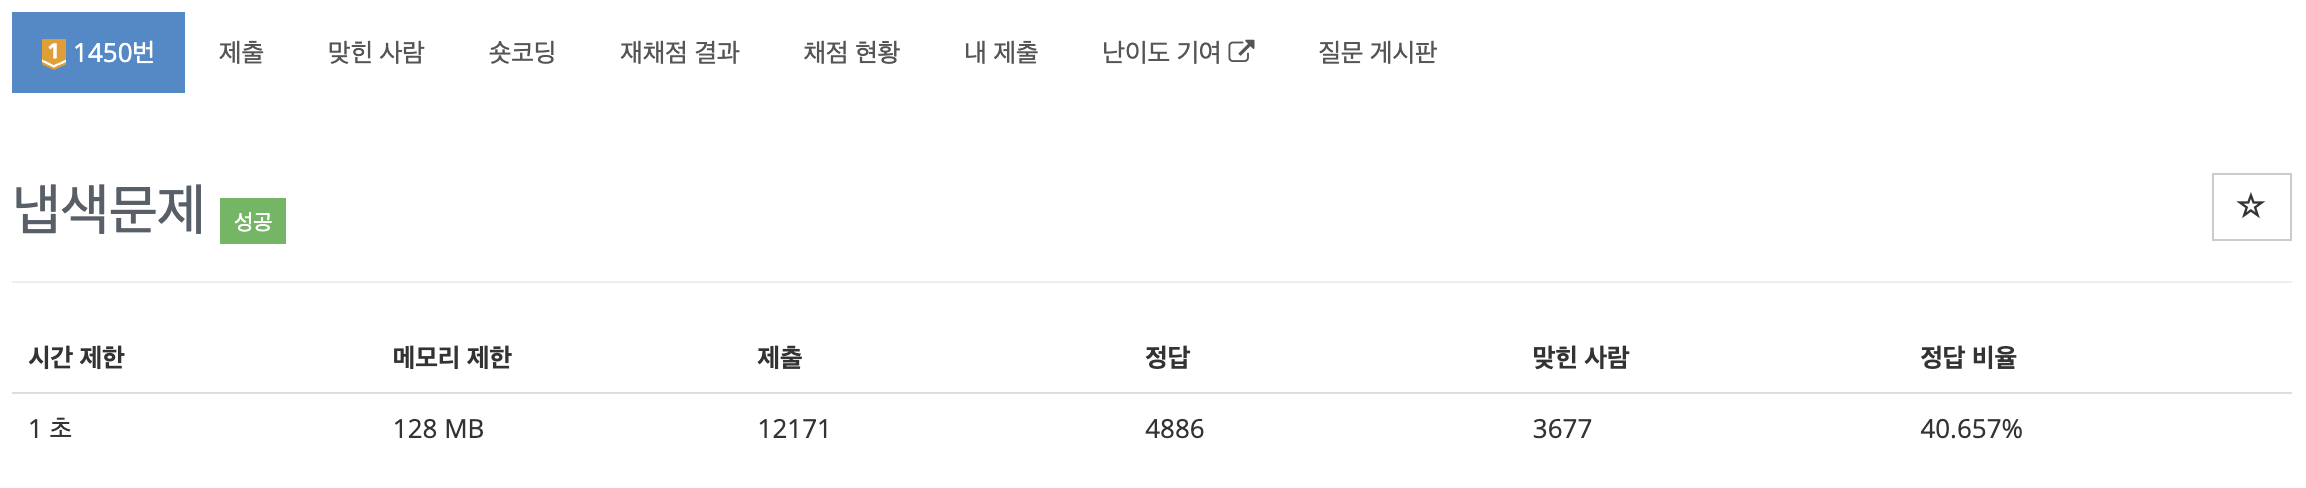 1 1450번 제출 맞힌 사람 숏코딩 재채점 결과 채점 현황 내 제출 난이도 기여 질문 게시판
냅색문제 성공
시간 제한 메모리 제한 제출 정답 맞힌 사람 정답 비율
1 초 128 MB 12171 4886 3677 40.657%